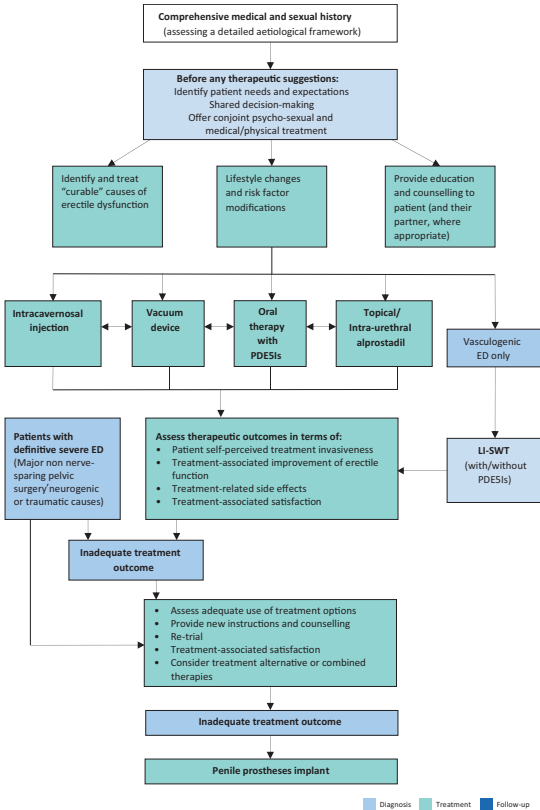 Comprehensive medical and sexual history
(assessing a detailed aetiological framework)
Before any therapeutic suggestions:
Identify patient needs and expectations
Shared decision-making
Offer conjoint psycho-sexual and
medical/physical treatment
Identify and treat
“curable” causes of
erectile dysfunction
Lifestyle changes
and risk factor
modifications
Provide education
and counselling to
patient (and their
partner, where
appropriate)
Intracavernosal
injection
Vacuum
device
Oral
therapy
with
PDE5Is
Topical/
Intra-urethral
alprostadil
Vasculogenic
ED only
Patients with
definitive severe ED
(Major non nerve-
sparing pelvic
surgery'neurogenic
or traumatic causes)
Assess therapeutic outcomes in terms of:
• Patient self-perceived treatment invasiveness
• Treatment-associated improvement of erectile
function
• Treatment-related side effects
• Treatment-associated satisfaction
LI-SWT
(with/without
PDE5Is)
Inadequate treatment
outcome
• Assess adequate use of treatment options
• Provide new instructions and counselling
• Re-trial
• Treatment-associated satisfaction
• Consider treatment alternative or combined
therapies
Inadequate treatment outcome
Penile prostheses implant
Diagnosis Treatment Follow-up